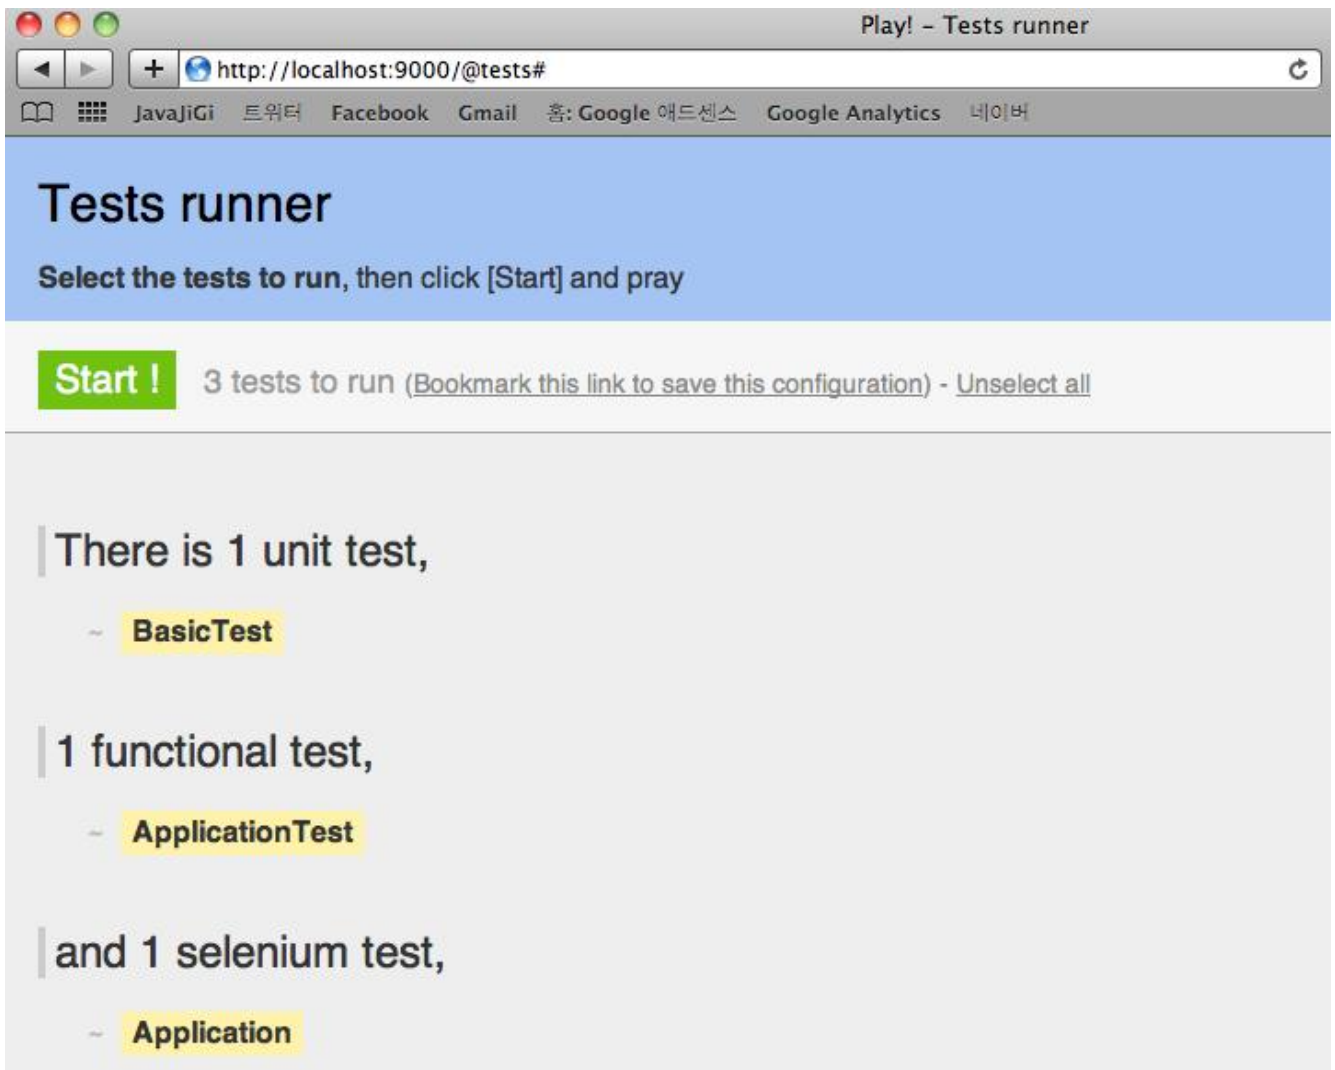 Play! – Tests runner
http://localhost:9000/@tests#
JavaJiGi 트위터 Facebook Gmail 홈: Google 애드센스 Google Analytics 네이버
Tests runner
Select the tests to run, then click [Start] and pray
Start ! 3 tests to run (Bookmark this link to save this configuration) - Unselect all
There is 1 unit test,
~ BasicTest
1 functional test,
~ ApplicationTest
and 1 selenium test,
~ Application